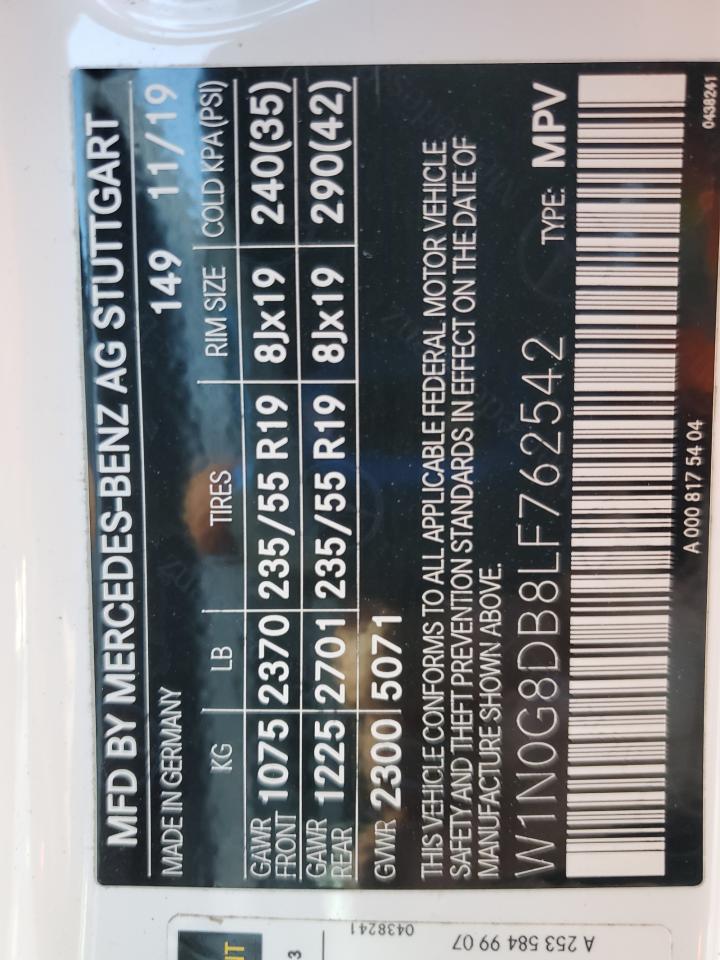 MFD BY MERCEDES-BENZ AG STUTTGART
MADE IN GERMANY 149 11/19
KG LB TIRES RIM SIZE COLD KPA (PSI)
GAWR FRONT 1075 2370 235/55 R19 8Jx19 240(35)
GAWR REAR 1225 2701 235/55 R19 8Jx19 290(42)
GWR 2300 5071
THIS VEHICLE CONFORMS TO ALL APPLICABLE FEDERAL MOTOR VEHICLE
SAFETY AND THEFT PREVENTION STANDARDS IN EFFECT ON THE DATE OF
MANUFACTURE SHOWN ABOVE.
W1N0G8DB8LF762542 TYPE: MPV
A 000 817 54 04
0438241
0438241
A 253 584 99 07
3